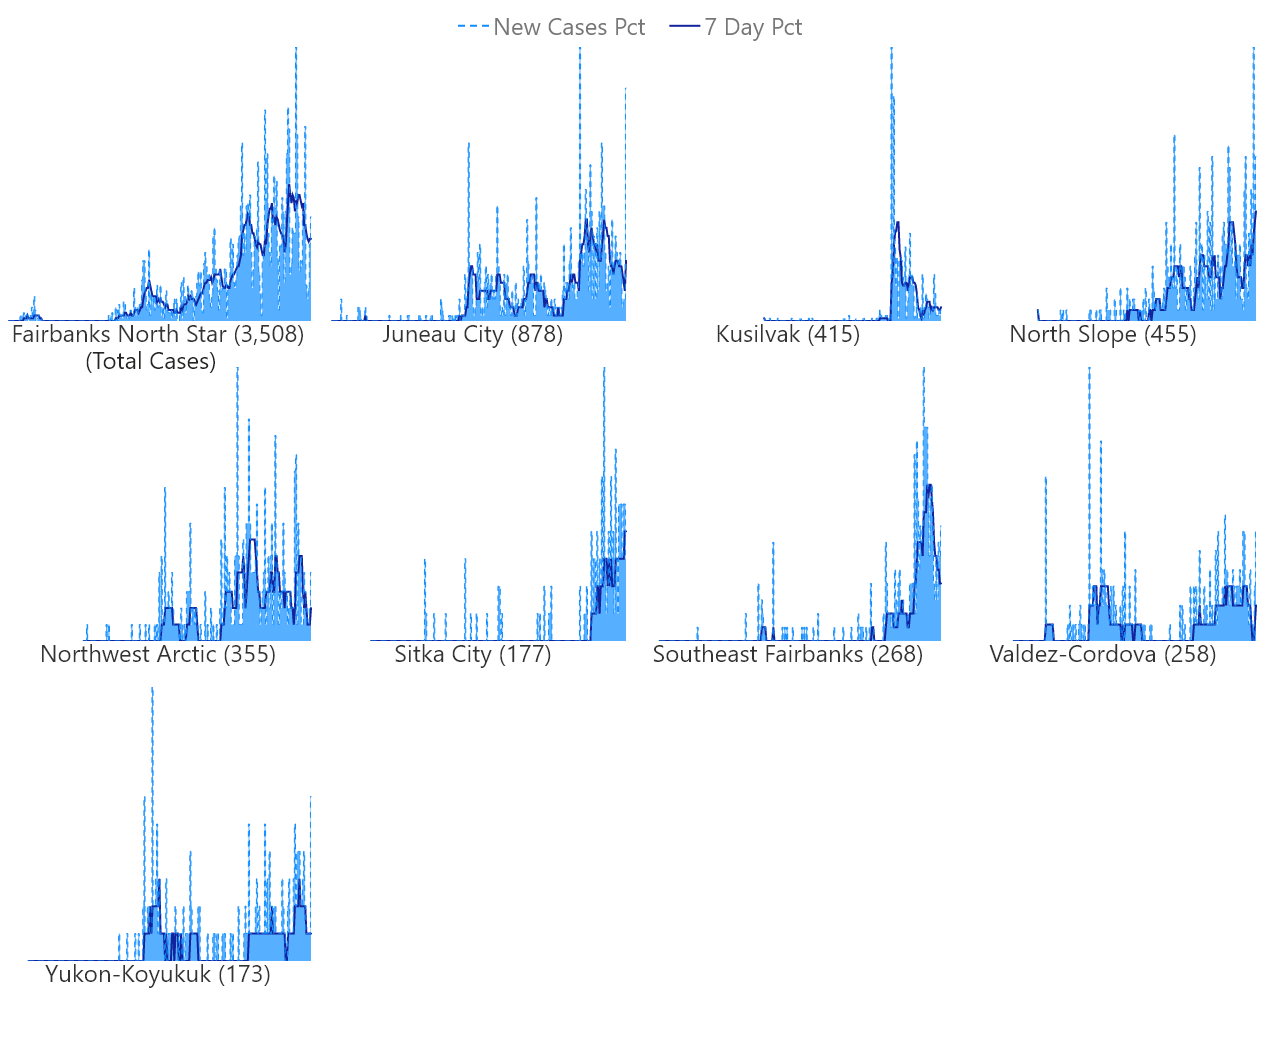 New Cases Pct 7 Day Pct
Fairbanks North Star (3,508)
(Total Cases)
Juneau City (878)
Kusilvak (415)
North Slope (455)
Northwest Arctic (355)
Sitka City (177)
Southeast Fairbanks (268)
Valdez-Cordova (258)
Yukon-Koyukuk (173)